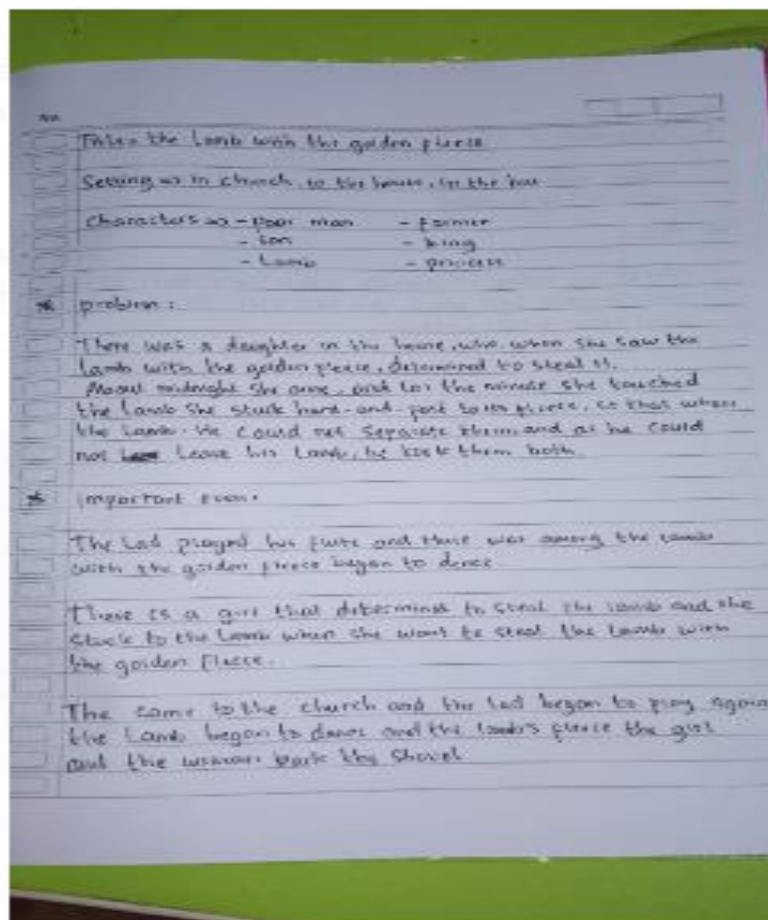 No.
Title = the Lamb with the golden fleece
Setting => in church, to the house, in the
Characters => - poor man - farmer
- son - king
- Lamb - princess
* problem :
There was a daughter in the house, who, when she saw the
lamb with the golden fleece, determined to steal it.
About midnight she arose, and the minute she touched
the lamb she stuck hard-and-fast to its fleece, so that when
the lamb. He could not separate them, and as he could
not leave his lamb, he took them both.
* important
The lad played his flute and there was among the lamb
with the golden fleece began to dance
There is a girl that determined to steal the lamb and she
stuck to the lamb when she want to steal the lamb with
the golden fleece.
The came to the church and the lad began to play again
the Lamb began to dance and the lamb's fleece the girl
and the woman's back the shovel